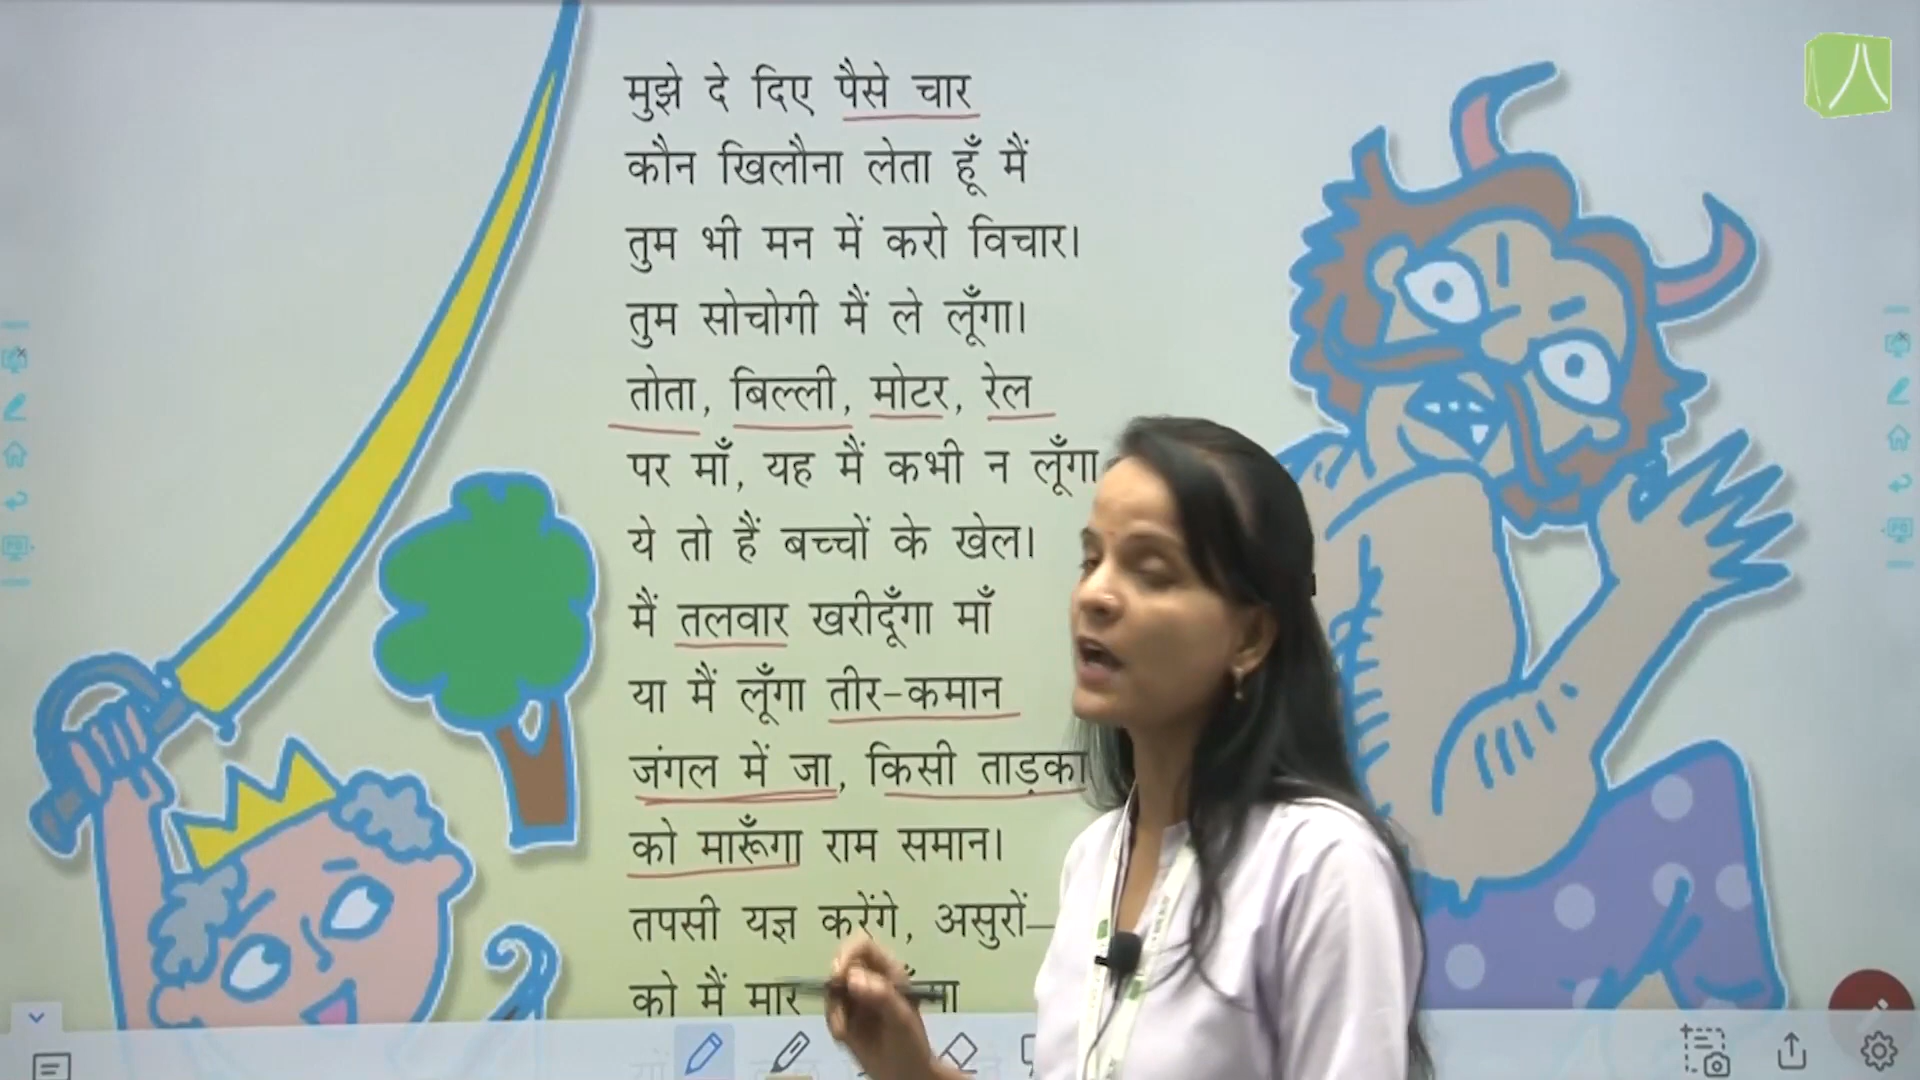 मुझे दे दिए पैसे चार
कौन खिलौना लेता हूँ मैं
तुम भी मन में करो विचार।
तुम सोचोगी मैं ले लूँगा।
तोता, बिल्ली, मोटर, रेल
पर माँ, यह मैं कभी न लूँगा
ये तो हैं बच्चों के खेल।
मैं तलवार खरीदूँगा माँ
या मैं लूँगा तीर-कमान
जंगल में जा, किसी ताड़का
को मारूँगा राम समान।
तपसी यज्ञ करेंगे, असुरों–
को मैं मार